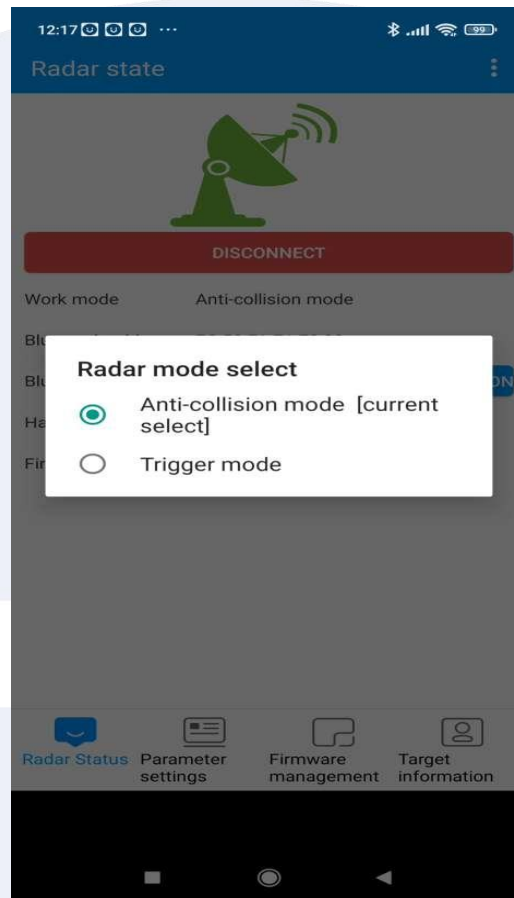 12:17
99
Radar state
DISCONNECT
Work mode Anti-collision mode
Radar mode select
Anti-collision mode [current
select]
Trigger mode
Radar Status
Parameter
settings
Firmware
management
Target
information